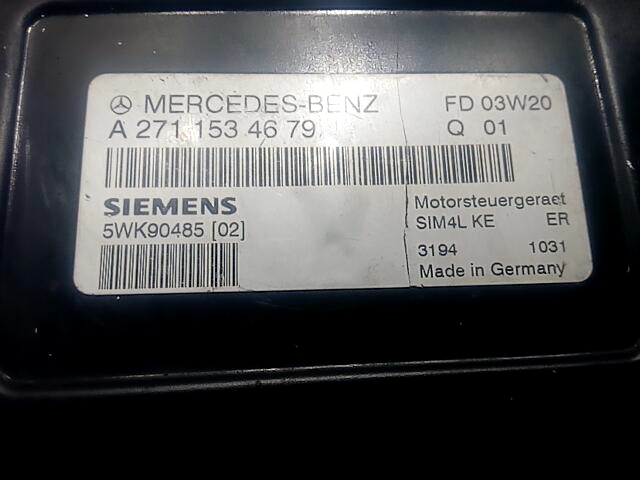 MERCEDES-BENZ FD 03W20
A 271 153 46 79 Q 01
SIEMENS Motorsteuergeraet
5WK90485 [02] SIM4L KE ER
3194 1031
Made in Germany